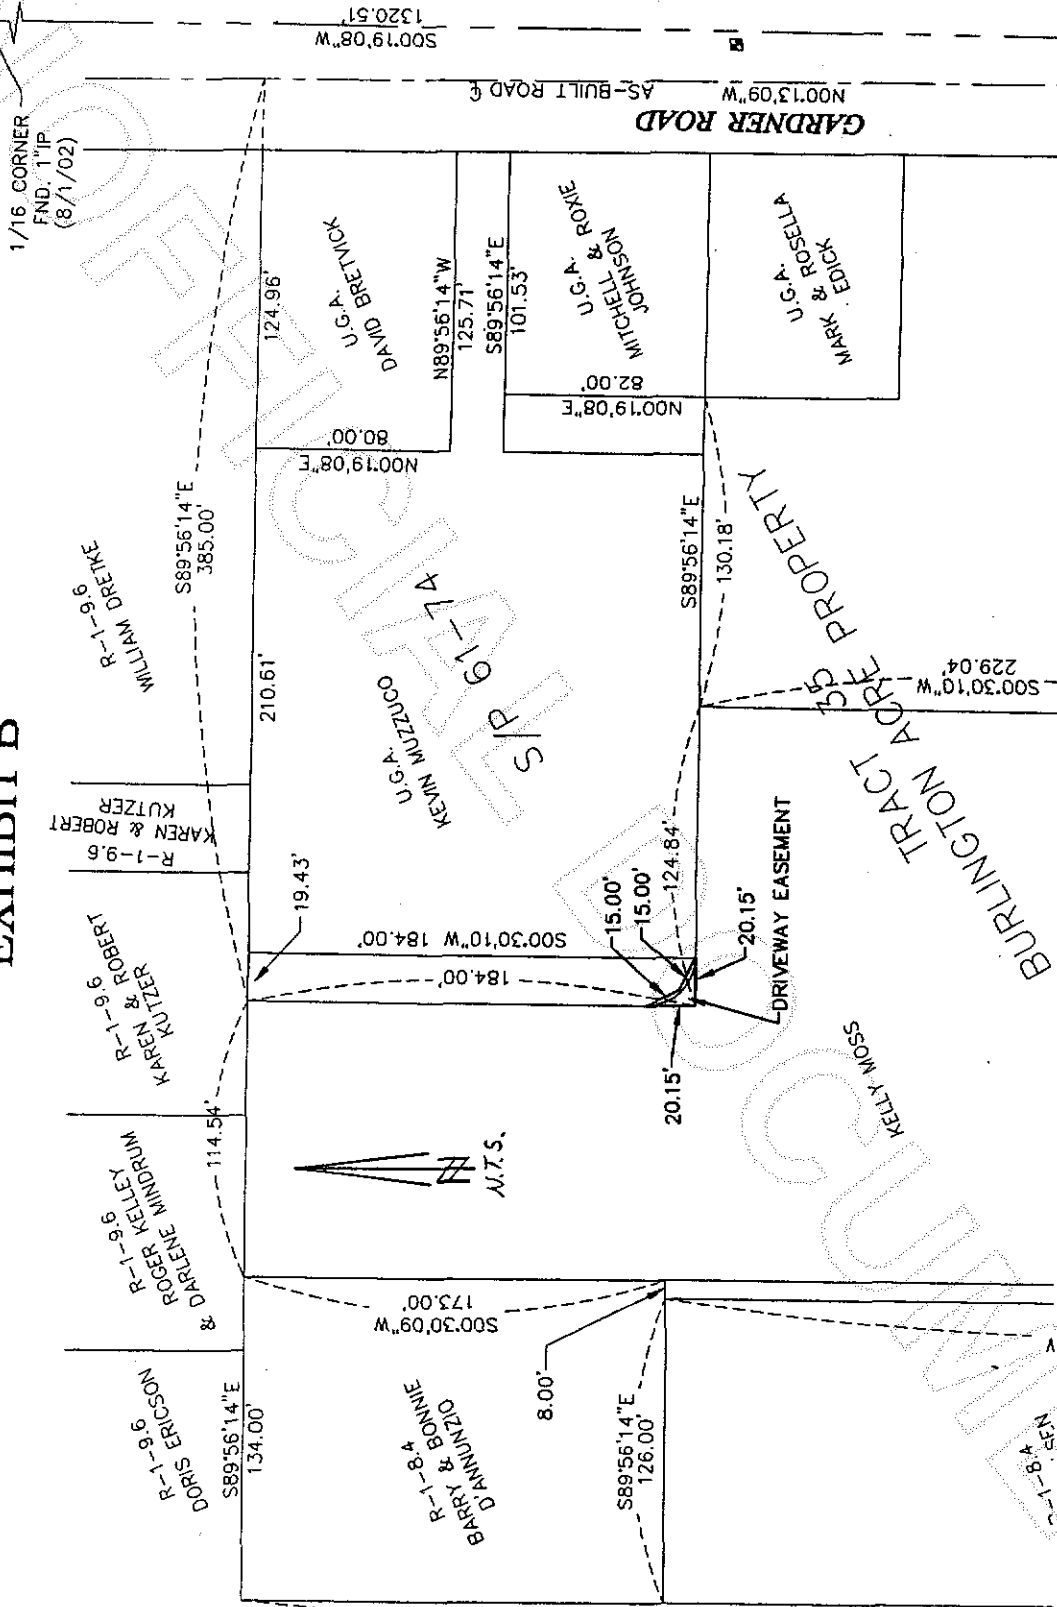 EXHIBIT B
1/16 CORNER
FND. 1"IP
(8/1/02)
S00°19'08"W
1320.51'
AS-BUILT ROAD ℄
N00°13'09"W
GARDNER ROAD
R-1-9.6
WILLIAM DRETKE
S89°56'14"E
385.00'
124.96'
U.G.A.
DAVID BRETVICK
N00°19'08"E
80.00'
N89°56'14"W
125.71'
S89°56'14"E
101.53'
U.G.A.
MITCHELL & ROXIE
JOHNSON
N00°19'08"E
82.00'
U.G.A.
MARK & ROSELLA
EDICK
R-1-9.6
KAREN & ROBERT
KUTZER
210.61'
U.G.A.
KEVIN MUZZUCO
S/P 61-74
S89°56'14"E
130.18'
TRACT 35
BURLINGTON ACRE PROPERTY
S00°30'10"W
229.04'
R-1-9.6
KAREN & ROBERT
KUTZER
19.43'
S00°30'10"W 184.00'
184.00'
15.00'
15.00'
124.84'
20.15'
20.15'
DRIVEWAY EASEMENT
R-1-9.6
ROGER KELLEY
& DARLENE MINDRUM
114.54'
N
N.T.S.
KELLY MOSS
R-1-9.6
DORIS ERICSON
S89°56'14"E
134.00'
S00°30'09"W
173.00'
R-1-8.4
BARRY & BONNIE
D'ANNUNZIO
8.00'
S89°56'14"E
126.00'
R-1-8.4
UNOFFICIAL DOCUMENT